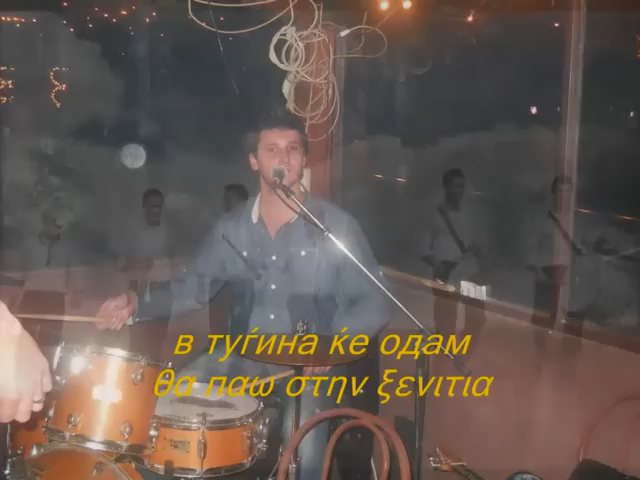 в туѓина ќе одам
θα παω στην ξενιτια